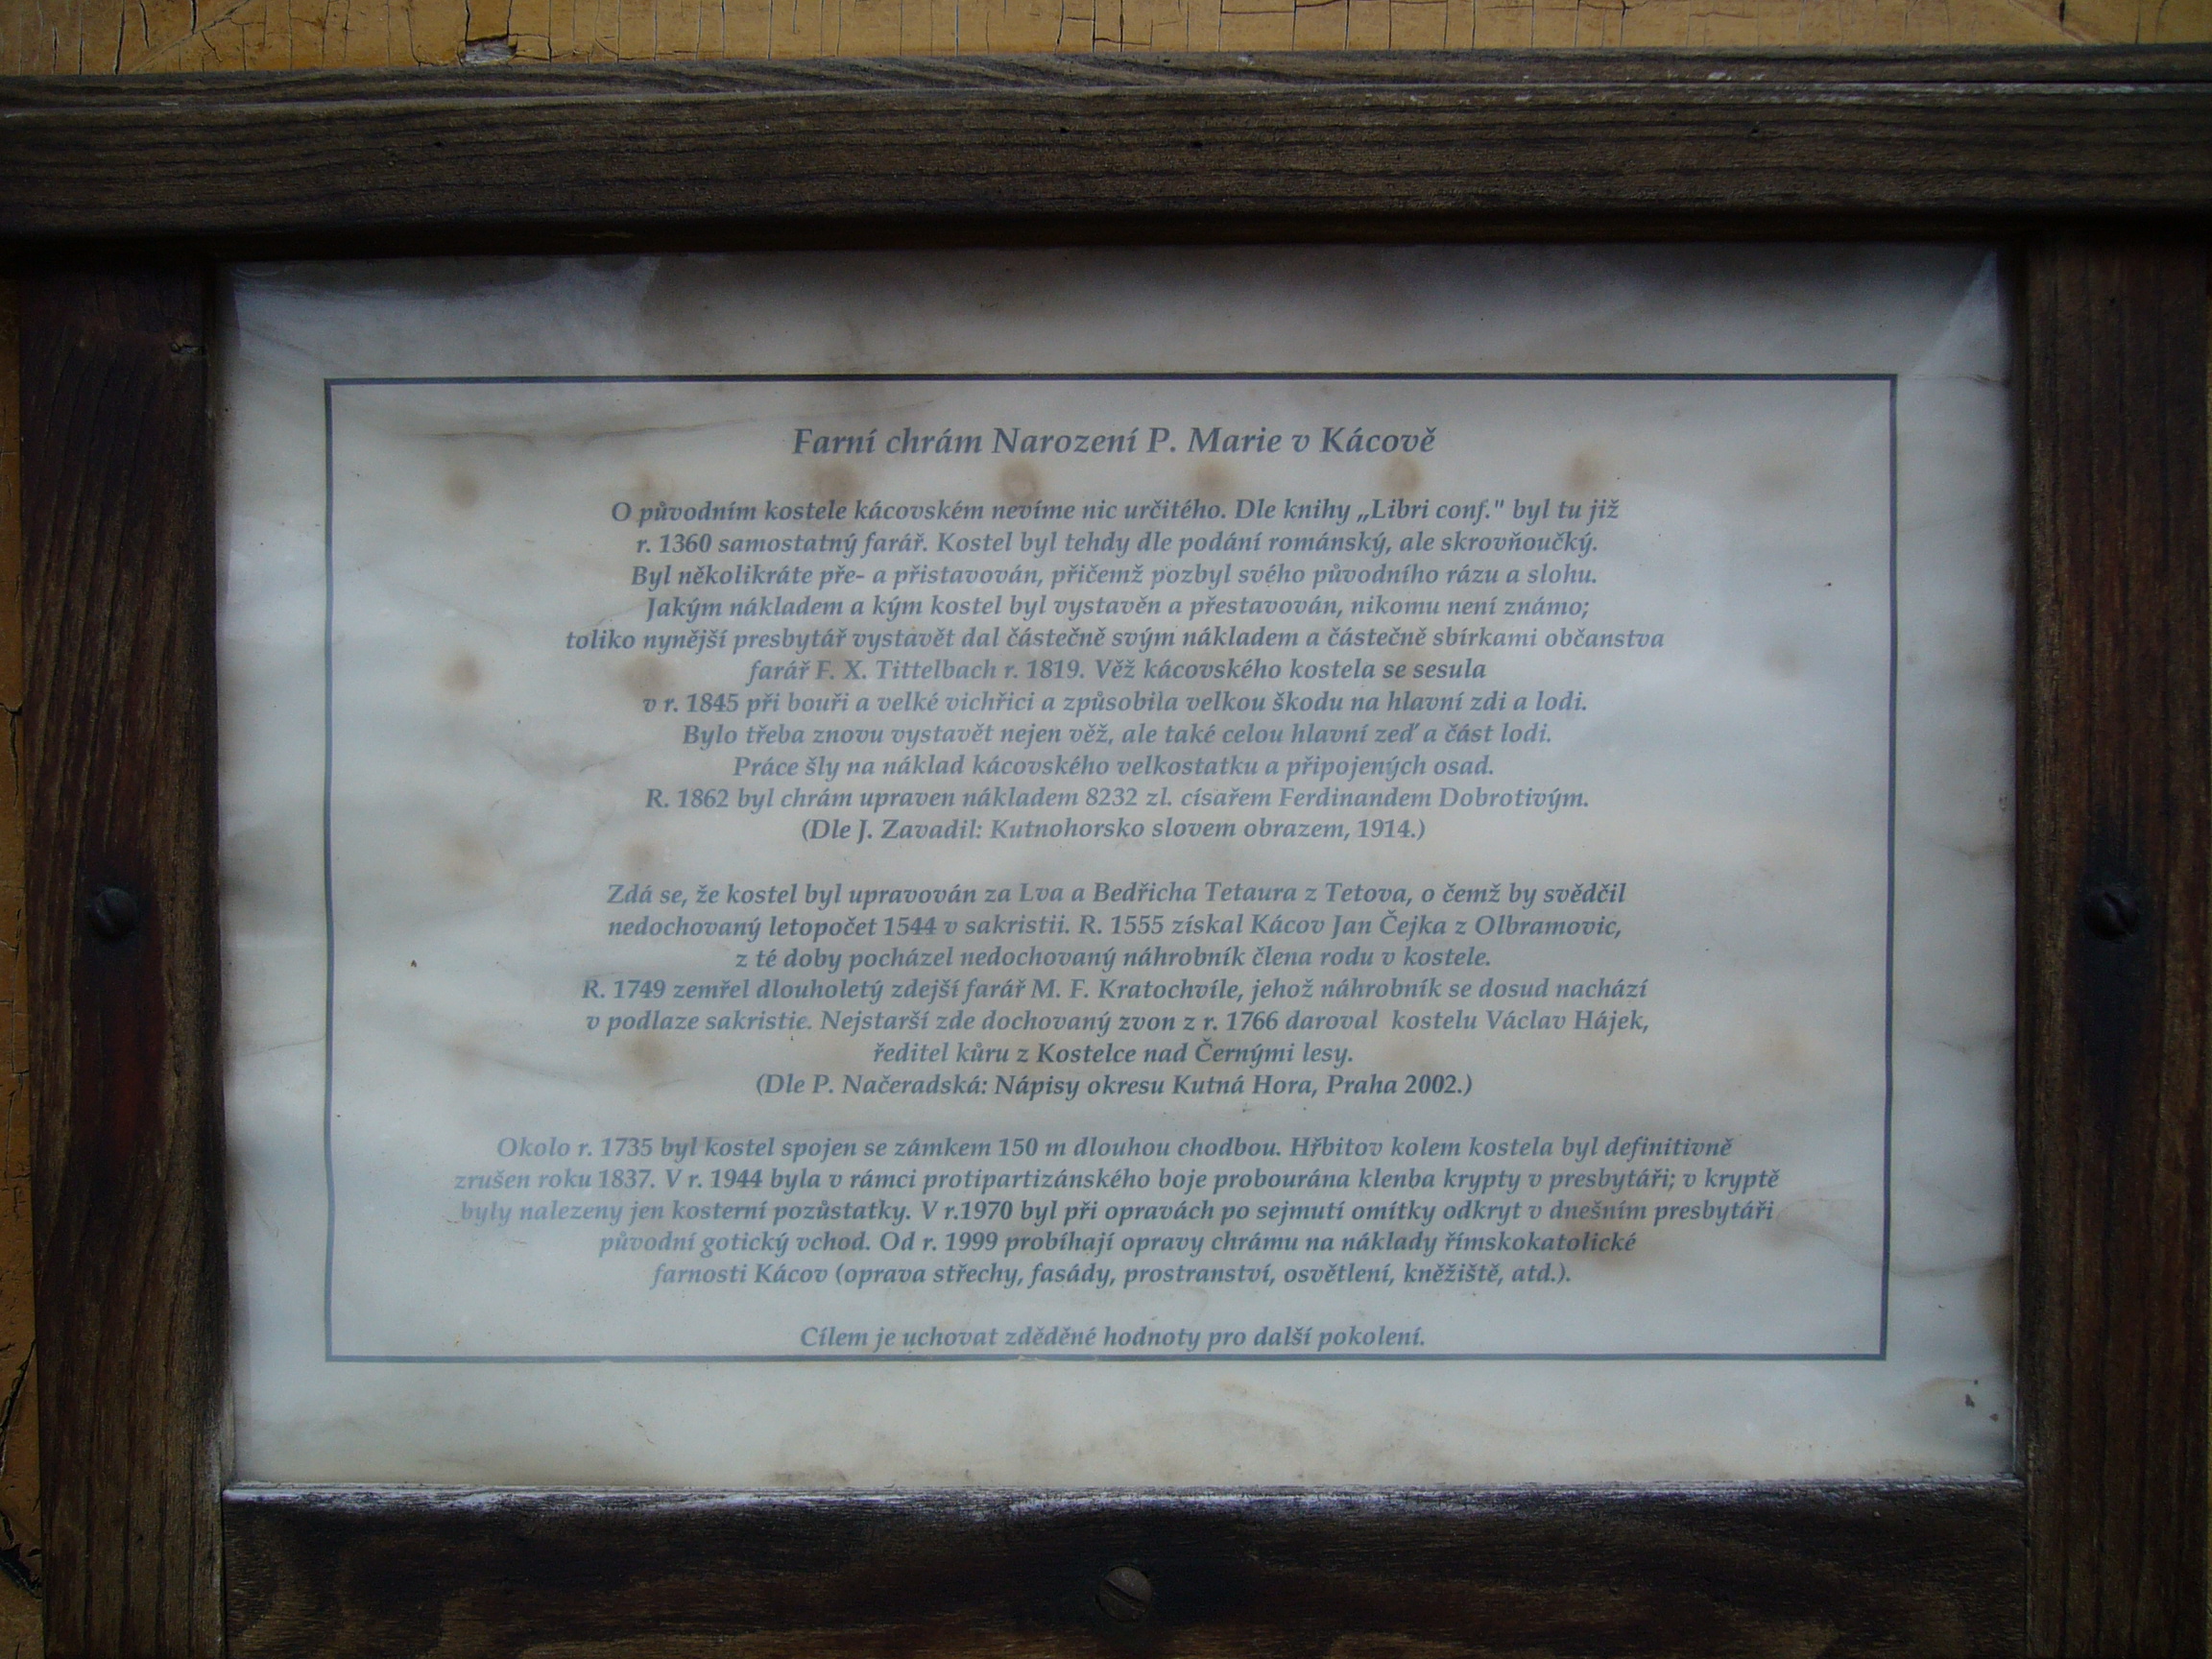 Farní chrám Narození P. Marie v Kácově
O původním kostele kácovském nevíme nic určitého. Dle knihy „Libri conf." byl tu již
r. 1360 samostatný farář. Kostel byl tehdy dle podání románský, ale skrovňoučký.
Byl několikráte pře- a přistavován, přičemž pozbyl svého původního rázu a slohu.
Jakým nákladem a kým kostel byl vystavěn a přestavován, nikomu není známo;
toliko nynější presbytář vystavět dal částečně svým nákladem a částečně sbírkami občanstva
farář F. X. Tittelbach r. 1819. Věž kácovského kostela se sesula
v r. 1845 při bouři a velké vichřici a způsobila velkou škodu na hlavní zdi a lodi.
Bylo třeba znovu vystavět nejen věž, ale také celou hlavní zeď a část lodi.
Práce šly na náklad kácovského velkostatku a připojených osad.
R. 1862 byl chrám upraven nákladem 8232 zl. císařem Ferdinandem Dobrotivým.
(Dle J. Zavadil: Kutnohorsko slovem obrazem, 1914.)
Zdá se, že kostel byl upravován za Lva a Bedřicha Tetaura z Tetova, o čemž by svědčil
nedochovaný letopočet 1544 v sakristii. R. 1555 získal Kácov Jan Čejka z Olbramovic,
z té doby pocházel nedochovaný náhrobník člena rodu v kostele.
R. 1749 zemřel dlouholetý zdejší farář M. F. Kratochvíle, jehož náhrobník se dosud nachází
v podlaze sakristie. Nejstarší zde dochovaný zvon z r. 1766 daroval kostelu Václav Hájek,
ředitel kůru z Kostelce nad Černými lesy.
(Dle P. Načeradská: Nápisy okresu Kutná Hora, Praha 2002.)
Okolo r. 1735 byl kostel spojen se zámkem 150 m dlouhou chodbou. Hřbitov kolem kostela byl definitivně
zrušen roku 1837. V r. 1944 byla v rámci protipartizánského boje probourána klenba krypty v presbytáři; v kryptě
byly nalezeny jen kosterní pozůstatky. V r.1970 byl při opravách po sejmutí omítky odkryt v dnešním presbytáři
původní gotický vchod. Od r. 1999 probíhají opravy chrámu na náklady římskokatolické
farnosti Kácov (oprava střechy, fasády, prostranství, osvětlení, kněžiště, atd.).
Cílem je uchovat zděděné hodnoty pro další pokolení.